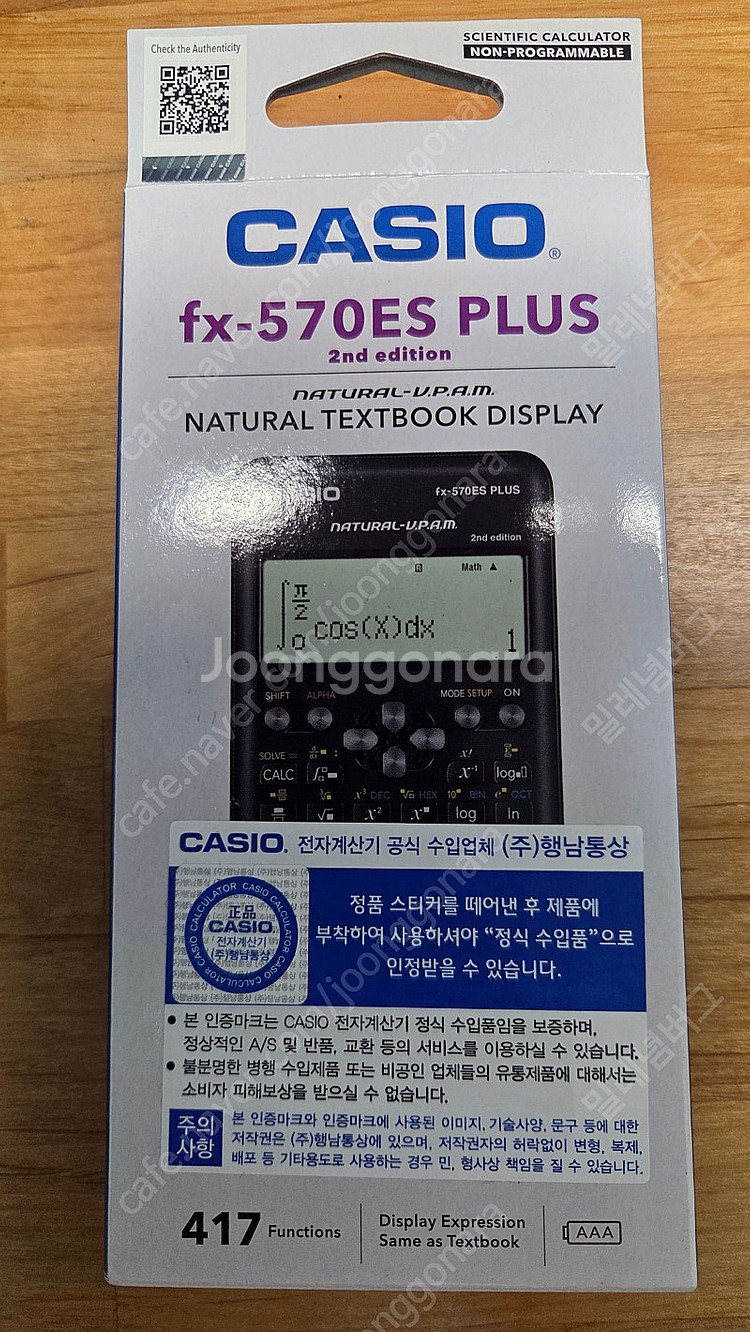 Check the Authenticity
SCIENTIFIC CALCULATOR
NON-PROGRAMMABLE
CASIO®
fx-570ES PLUS
2nd edition
NATURAL-V.P.A.M.
NATURAL TEXTBOOK DISPLAY
fx-570ES PLUS
NATURAL-V.P.A.M.
2nd edition
R Math ▲
π
2
0 cos(X)dx
1
Joonggonara
SHIFT ALPHA MODE SETUP ON
SOLVE = x! 
CALC x⁻¹ log
x³ DEC HEX 10 BIN e OCT
x² log ln
CASIO. 전자계산기 공식 수입업체 (주)행남통상
CASIO CALCULATOR
正品
CASIO
전자계산기
(주)행남통상
정품 스티커를 떼어낸 후 제품에
부착하여 사용하셔야 “정식 수입품”으로
인정받을 수 있습니다.
• 본 인증마크는 CASIO 전자계산기 정식 수입품임을 보증하며,
정상적인 A/S 및 반품, 교환 등의 서비스를 이용하실 수 있습니다.
• 불분명한 병행 수입제품 또는 비공인 업체들의 유통제품에 대해서는
소비자 피해보상을 받으실 수 없습니다.
주의
사항
본 인증마크와 인증마크에 사용된 이미지, 기술사양, 문구 등에 대한
저작권은 (주)행남통상에 있으며, 저작권자의 허락없이 변형, 복제,
배포 등 기타용도로 사용하는 경우 민, 형사상 책임을 질 수 있습니다.
417 Functions
Display Expression
Same as Textbook
AAA
cafe.naver.com/joonggonara
밀레넘버그